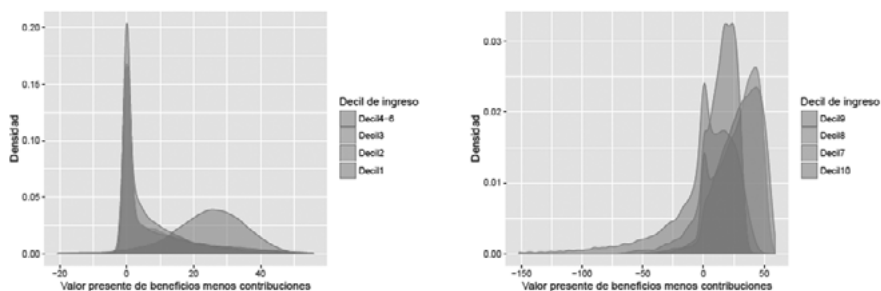 0.20
0.15
0.10
0.05
0.00
Densidad
-20
0
20
40
Valor presente de beneficios menos contribuciones
Decil de ingreso
Decil4-6
Decil3
Decil2
Decil1
0.03
0.02
0.01
0.00
Densidad
-150
-100
-50
0
50
Valor presente de beneficios menos contribuciones
Decil de ingreso
Decil9
Decil8
Decil7
Decil10